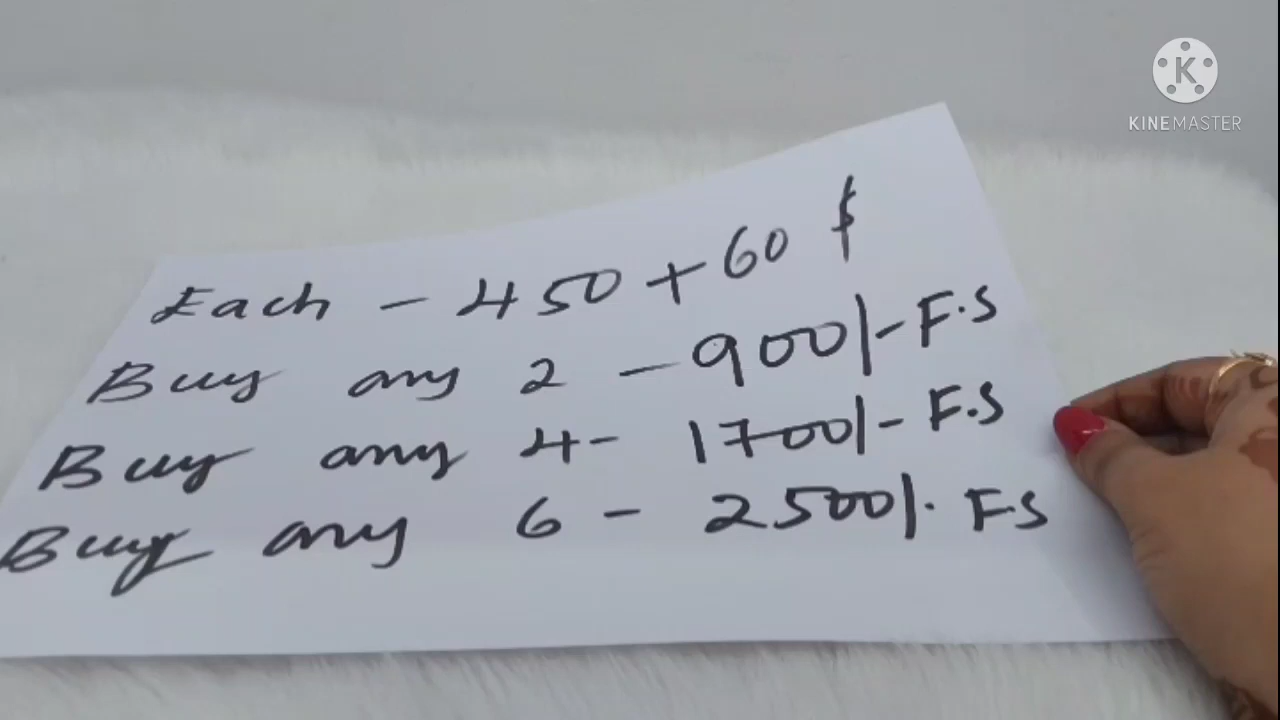 KINEMASTER
Each - 450 + 60 $
Buy any 2 - 900/- F.S
Buy any 4 - 1700/- F.S
Buy any 6 - 2500/. F.S